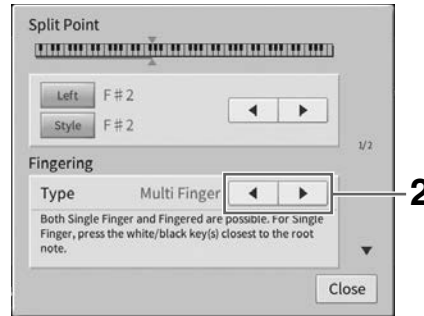 Split Point
Left F#2
Style F#2
1/2
Fingering
Type Multi Finger
Both Single Finger and Fingered are possible. For Single
Finger, press the white/black key(s) closest to the root
note.
Close
2